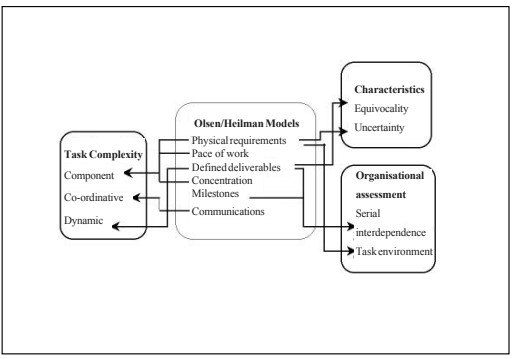 Task Complexity
Component
Co-ordinative
Dynamic
Olsen/Heilman Models
Physical requirements
Pace of work
Defined deliverables
Concentration
Milestones
Communications
Characteristics
Equivocality
Uncertainty
Organisational
assessment
Serial
interdependence
Task environment